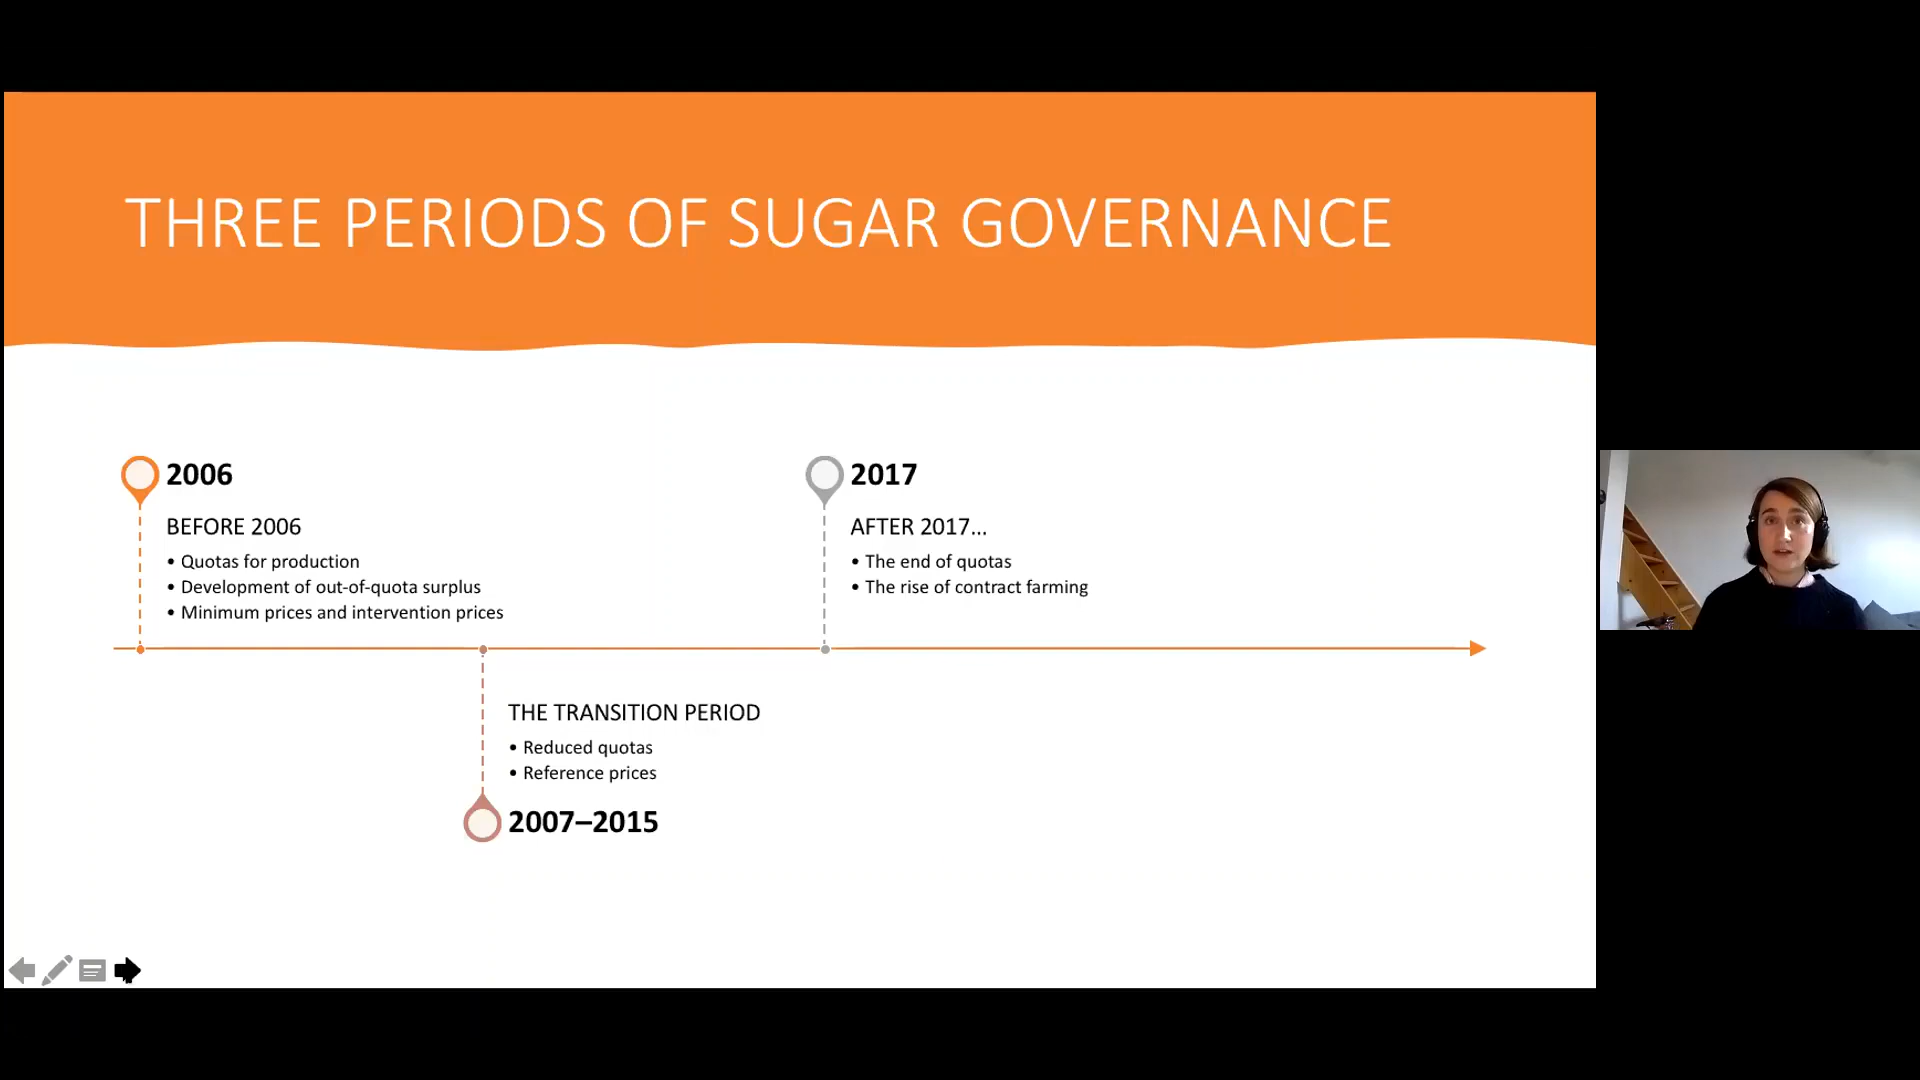 THREE PERIODS OF SUGAR GOVERNANCE
2006
BEFORE 2006
• Quotas for production
• Development of out-of-quota surplus
• Minimum prices and intervention prices
2017
AFTER 2017...
• The end of quotas
• The rise of contract farming
THE TRANSITION PERIOD
• Reduced quotas
• Reference prices
2007–2015